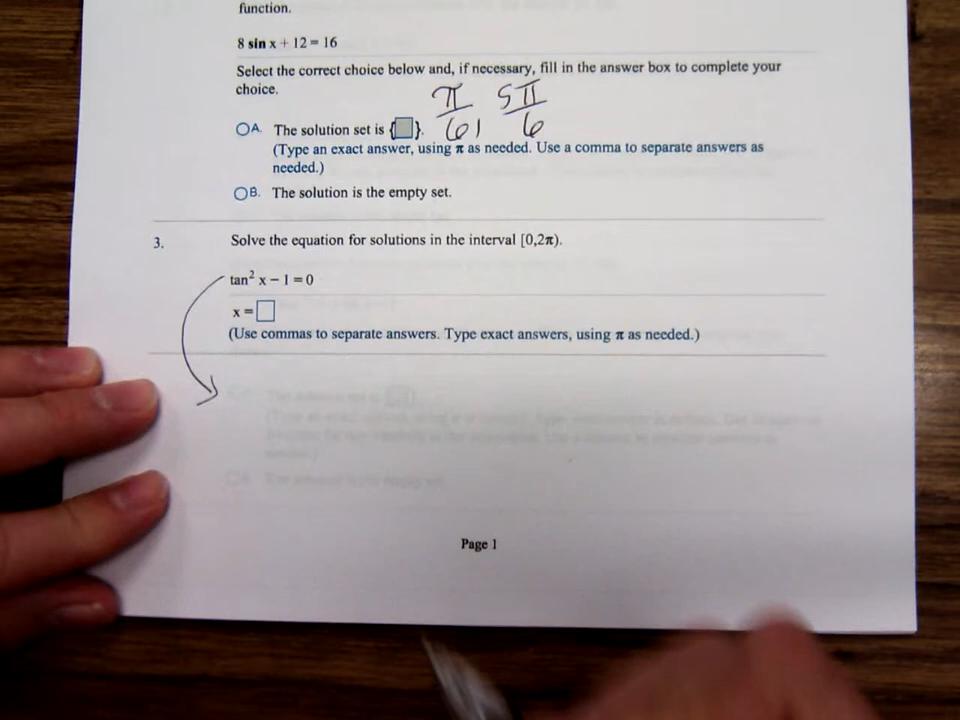 function.
8 sin x + 12 = 16
Select the correct choice below and, if necessary, fill in the answer box to complete your
choice.
π/6, 5π/6
A. The solution set is { }.
(Type an exact answer, using π as needed. Use a comma to separate answers as
needed.)
B. The solution is the empty set.
3. Solve the equation for solutions in the interval [0,2π).
tan² x − 1 = 0
x =
(Use commas to separate answers. Type exact answers, using π as needed.)
Page 1